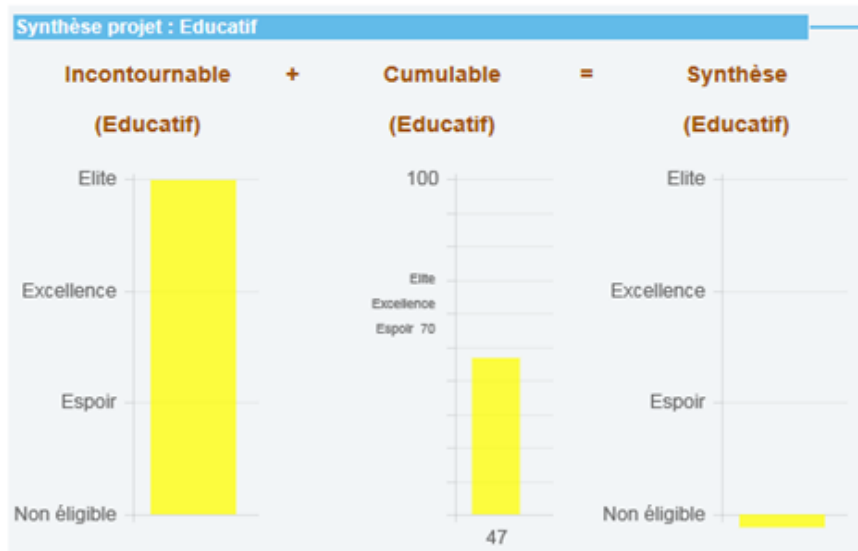 Synthèse projet : Educatif
Incontournable + Cumulable = Synthèse
(Educatif) (Educatif) (Educatif)
Elite
Excellence
Espoir
Non éligible
100
Elite
Excellence
Espoir 70
47
Elite
Excellence
Espoir
Non éligible